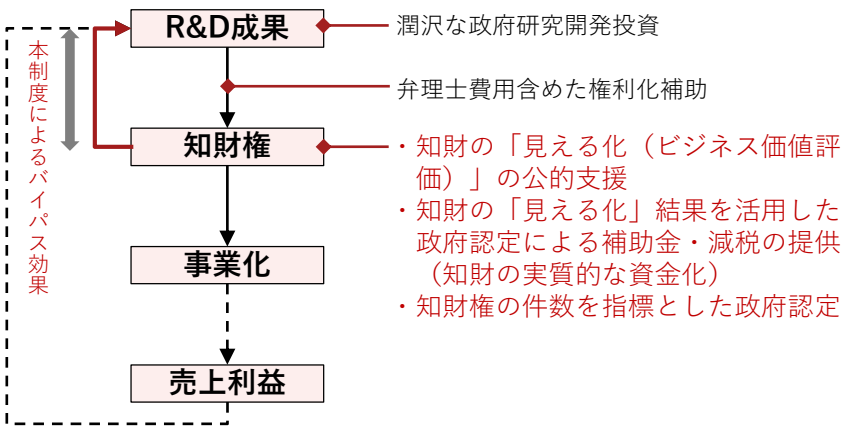 R&D成果
潤沢な政府研究開発投資
弁理士費用含めた権利化補助
本制度によるバイパス効果
知財権
・知財の「見える化（ビジネス価値評
価）」の公的支援
・知財の「見える化」結果を活用した
政府認定による補助金・減税の提供
（知財の実質的な資金化）
・知財権の件数を指標とした政府認定
事業化
売上利益